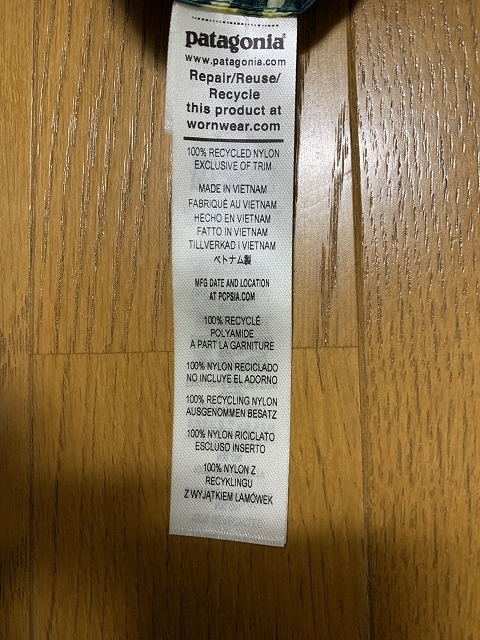 patagonia®
www.patagonia.com
Repair/Reuse/
Recycle
this product at
wornwear.com
100% RECYCLED NYLON
EXCLUSIVE OF TRIM
MADE IN VIETNAM
FABRIQUÉ AU VIETNAM
HECHO EN VIETNAM
FATTO IN VIETNAM
TILLVERKAD I VIETNAM
ベトナム製
MFG DATE AND LOCATION
AT PCPSIA.COM
100% RECYCLÉ
POLYAMIDE
A PART LA GARNITURE
100% NYLON RECICLADO
NO INCLUYE EL ADORNO
100% RECYCLING NYLON
AUSGENOMMEN BESATZ
100% NYLON RICICLATO
ESCLUSO INSERTO
100% NYLON Z
RECYKLINGU
Z WYJĄTKIEM LAMÓWEK